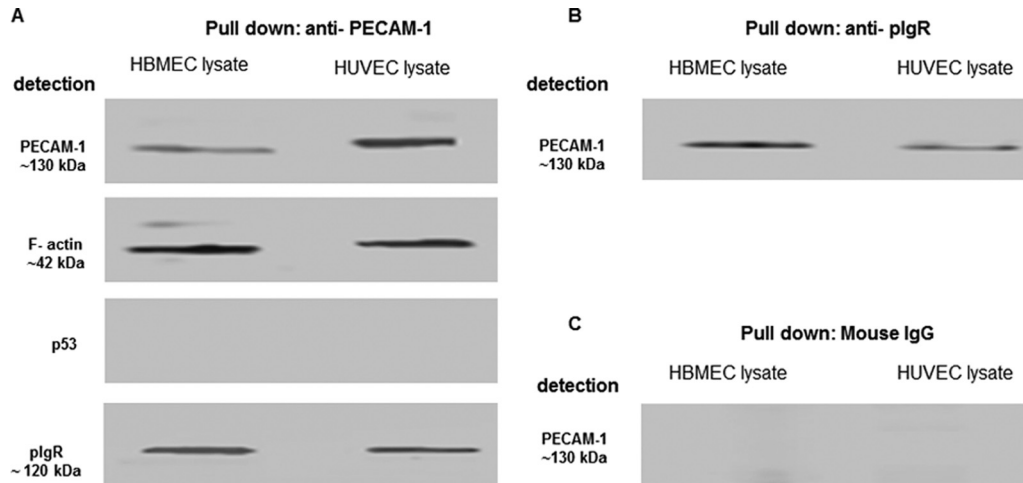 A
Pull down: anti- PECAM-1
HBMEC lysate HUVEC lysate
detection
PECAM-1
~130 kDa
F- actin
~42 kDa
p53
pIgR
~ 120 kDa
B
Pull down: anti- pIgR
HBMEC lysate HUVEC lysate
detection
PECAM-1
~130 kDa
C
Pull down: Mouse IgG
HBMEC lysate HUVEC lysate
detection
PECAM-1
~130 kDa